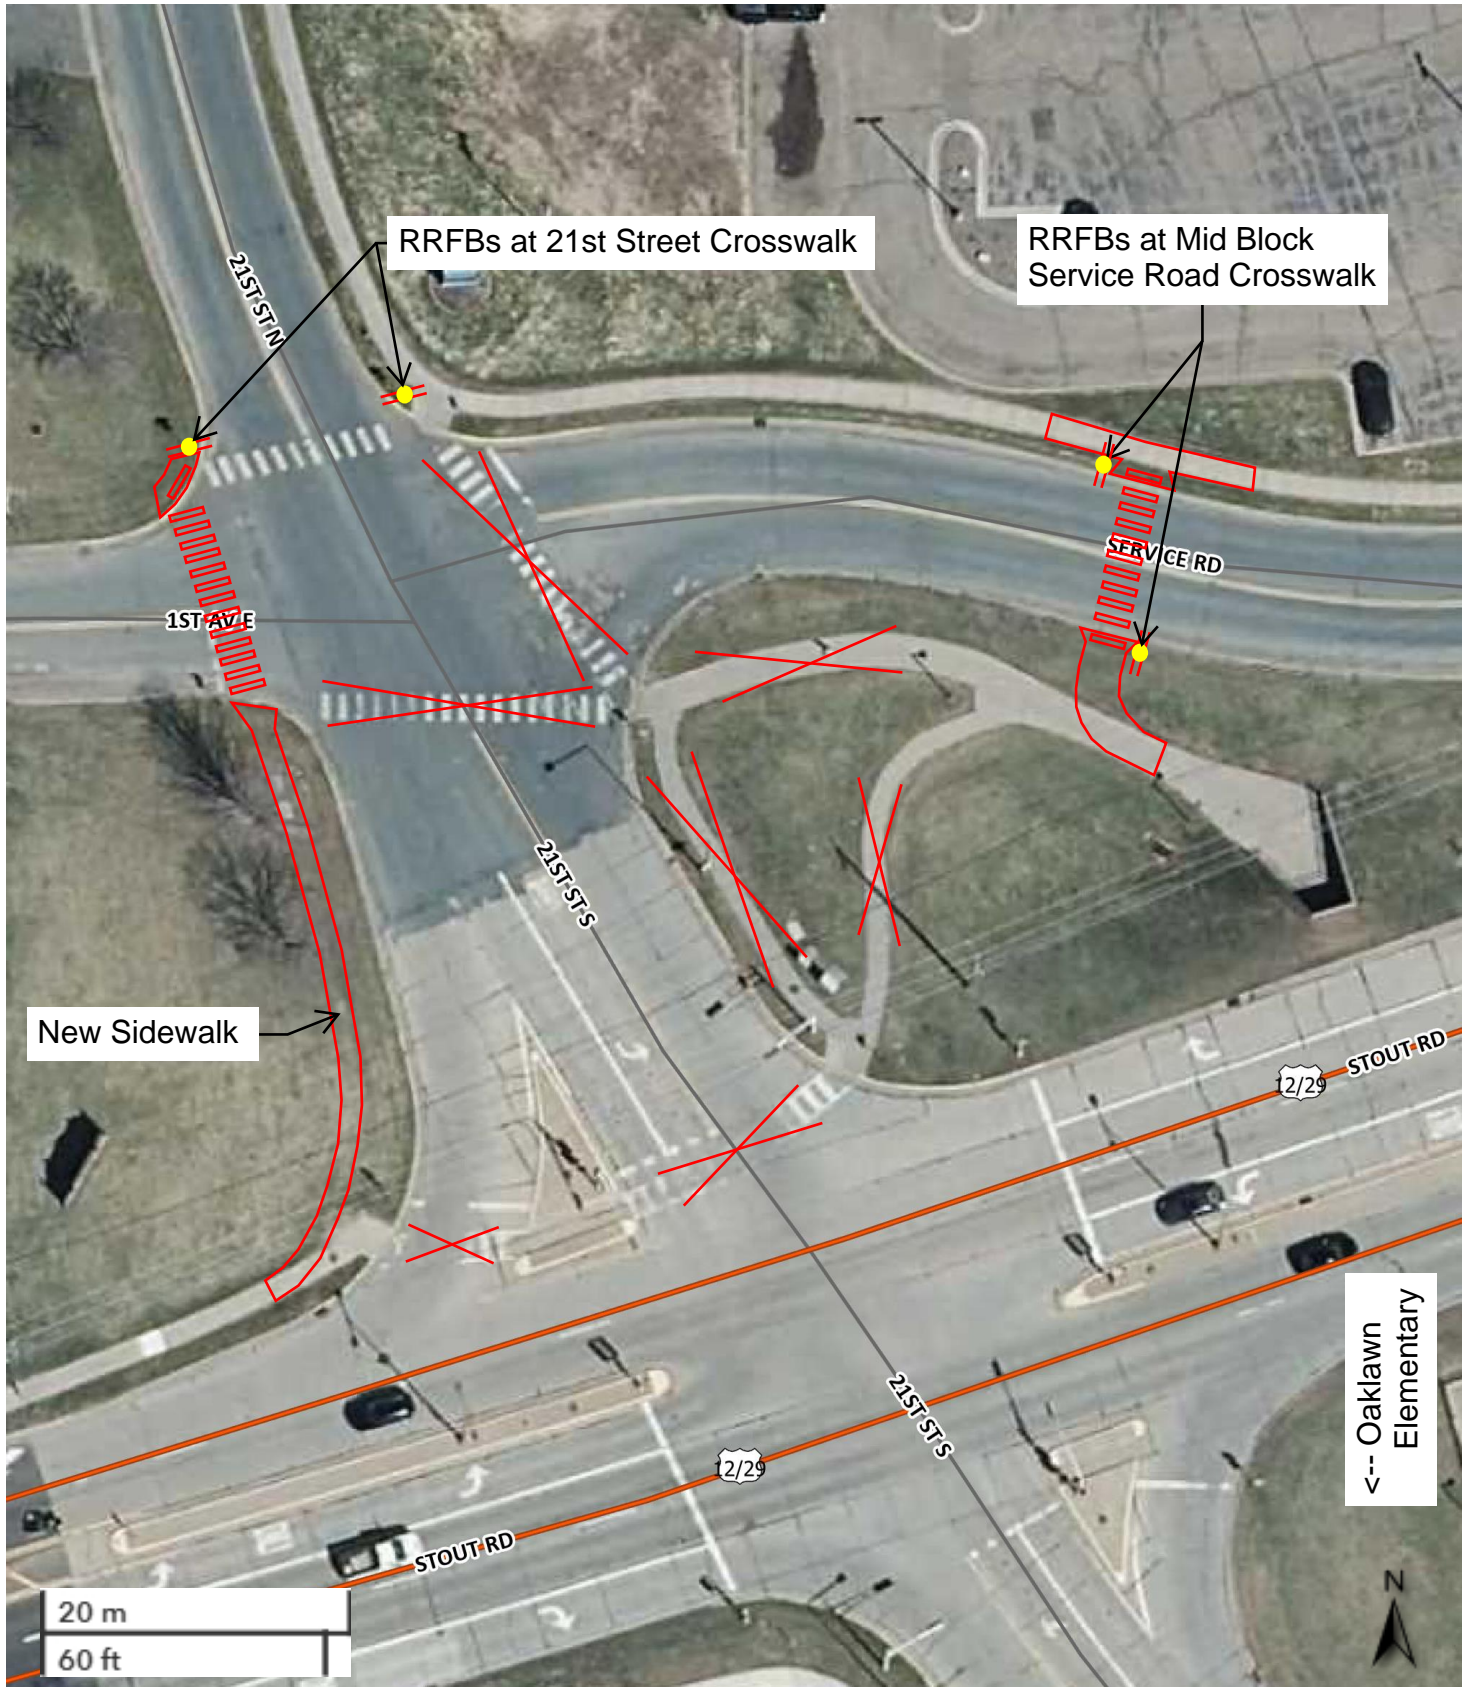 RRFBs at 21st Street Crosswalk
RRFBs at Mid Block
Service Road Crosswalk
21ST ST N
SERVICE RD
1ST AV E
21ST ST S
New Sidewalk
STOUT RD
12/29
<--- Oaklawn
Elementary
21ST ST S
12/29
STOUT RD
N
20 m
60 ft